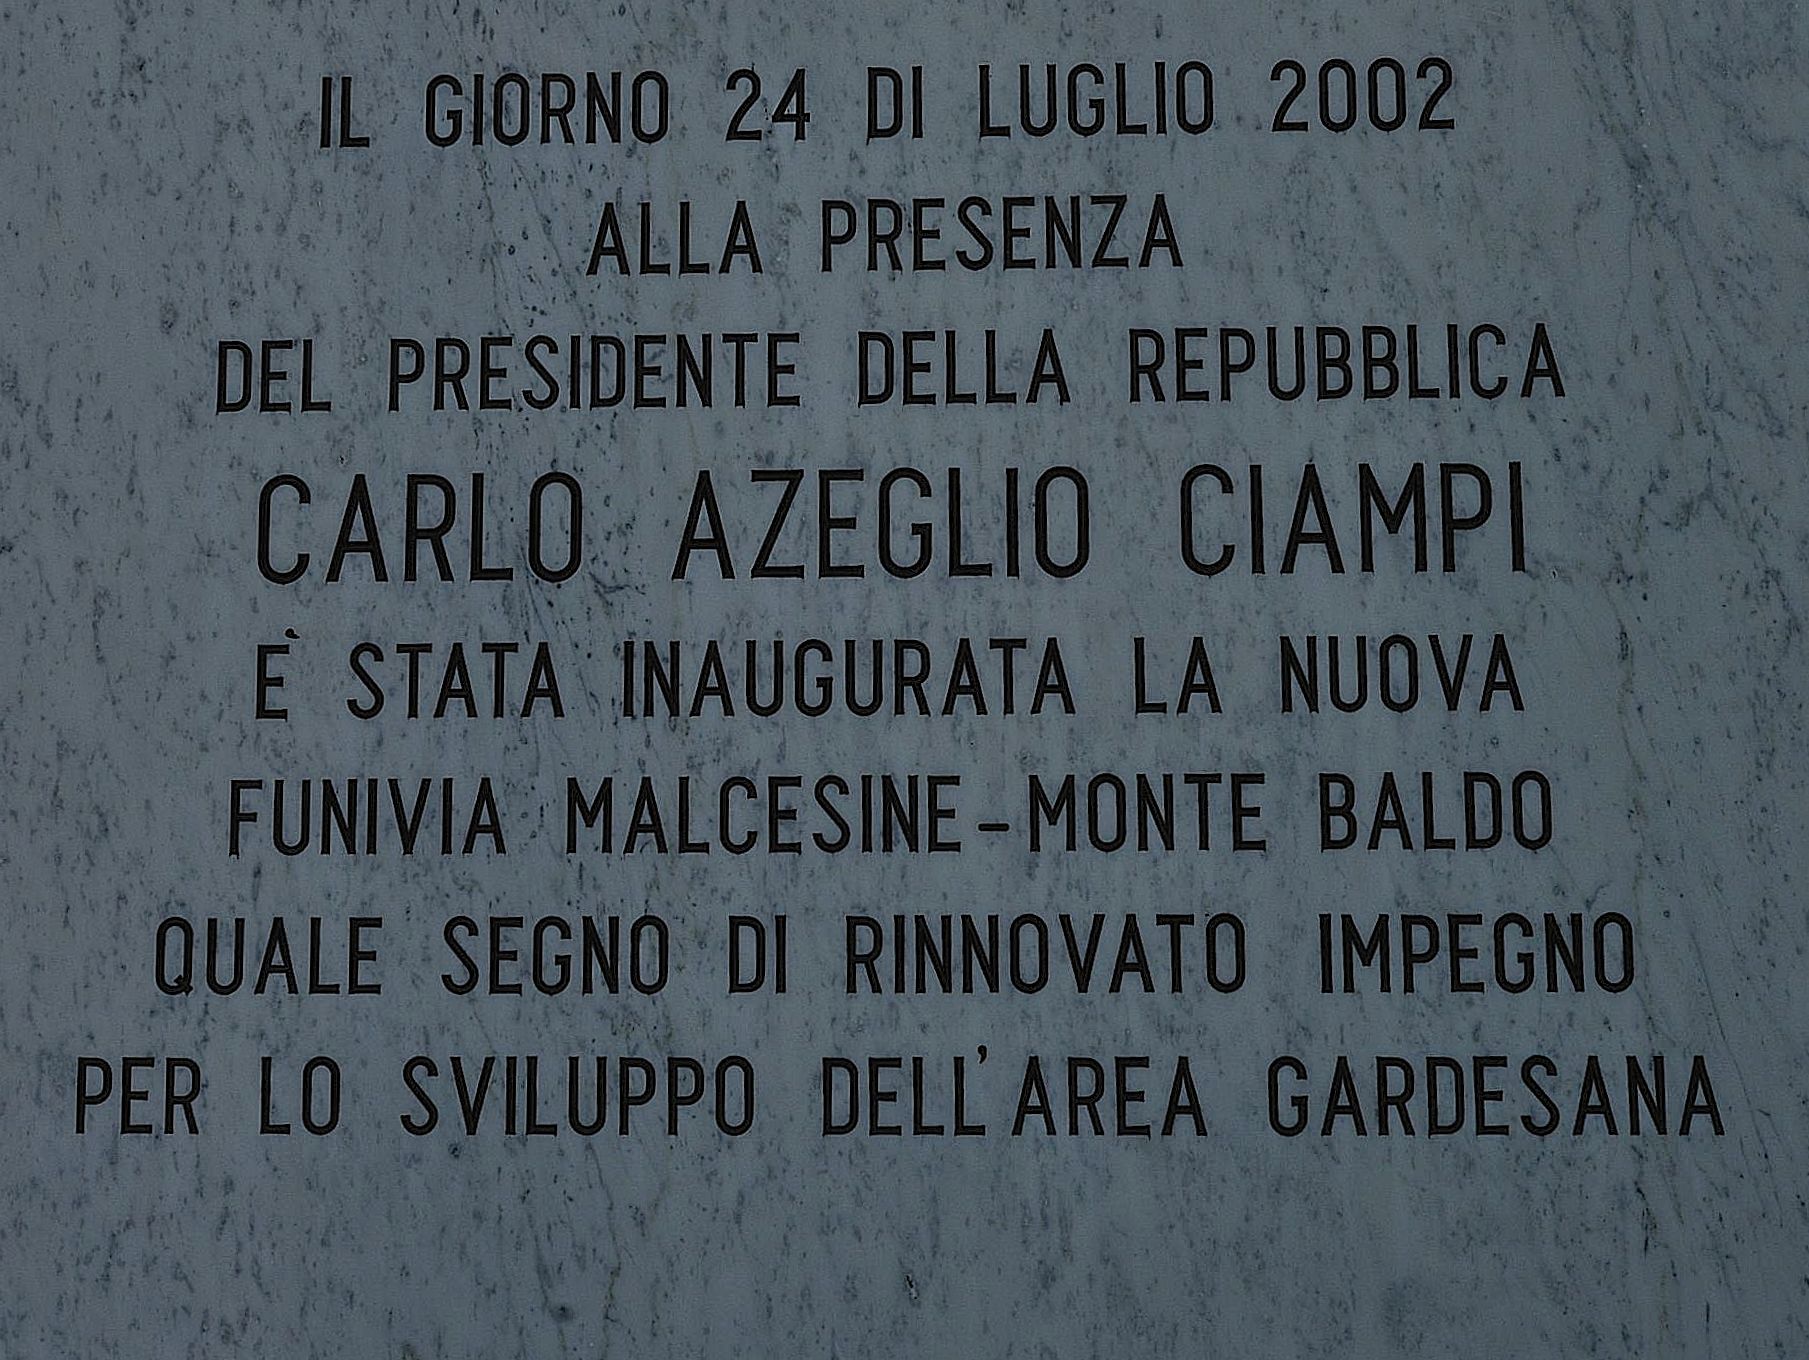 IL GIORNO 24 DI LUGLIO 2002
ALLA PRESENZA
DEL PRESIDENTE DELLA REPUBBLICA
CARLO AZEGLIO CIAMPI
È STATA INAUGURATA LA NUOVA
FUNIVIA MALCESINE-MONTE BALDO
QUALE SEGNO DI RINNOVATO IMPEGNO
PER LO SVILUPPO DELL'AREA GARDESANA